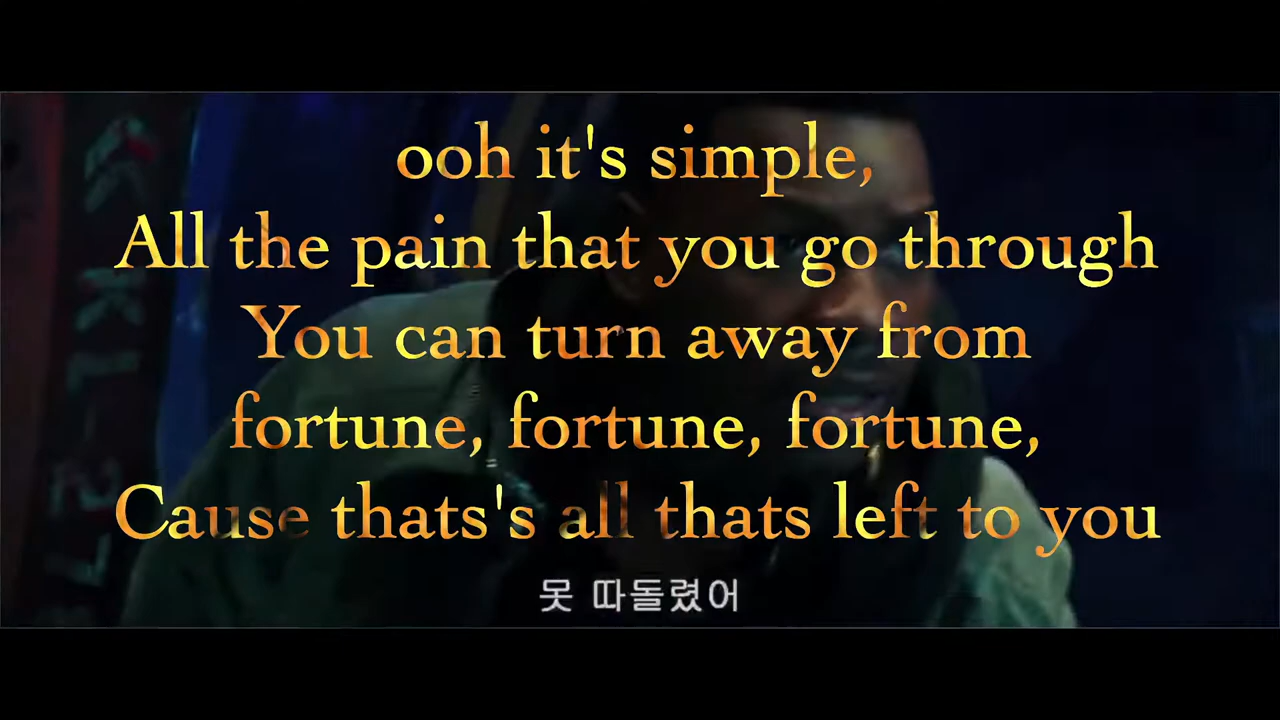 ooh it's simple,
All the pain that you go through
You can turn away from
fortune, fortune, fortune,
Cause thats's all thats left to you
못 따돌렸어